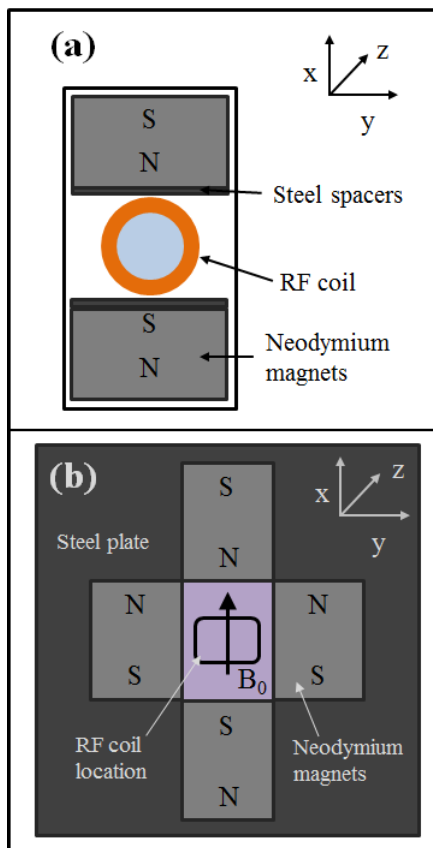 (a)
x
z
y
S
N
Steel spacers
RF coil
S
N
Neodymium
magnets
(b)
x
z
y
Steel plate
S
N
N
S
N
S
B₀
S
N
RF coil
location
Neodymium
magnets